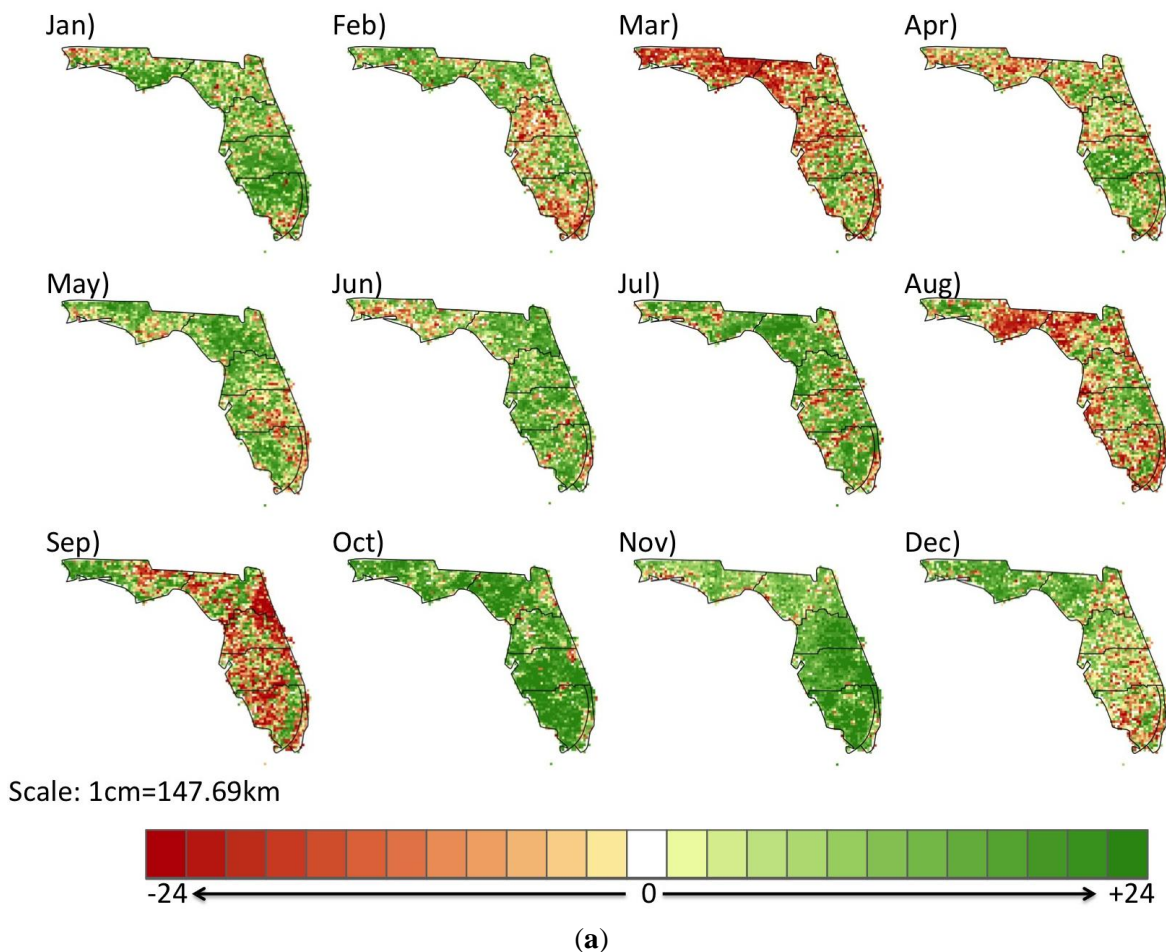 Jan) Feb) Mar) Apr)
May) Jun) Jul) Aug)
Sep) Oct) Nov) Dec)
Scale: 1cm=147.69km
-24 0 +24
(a)